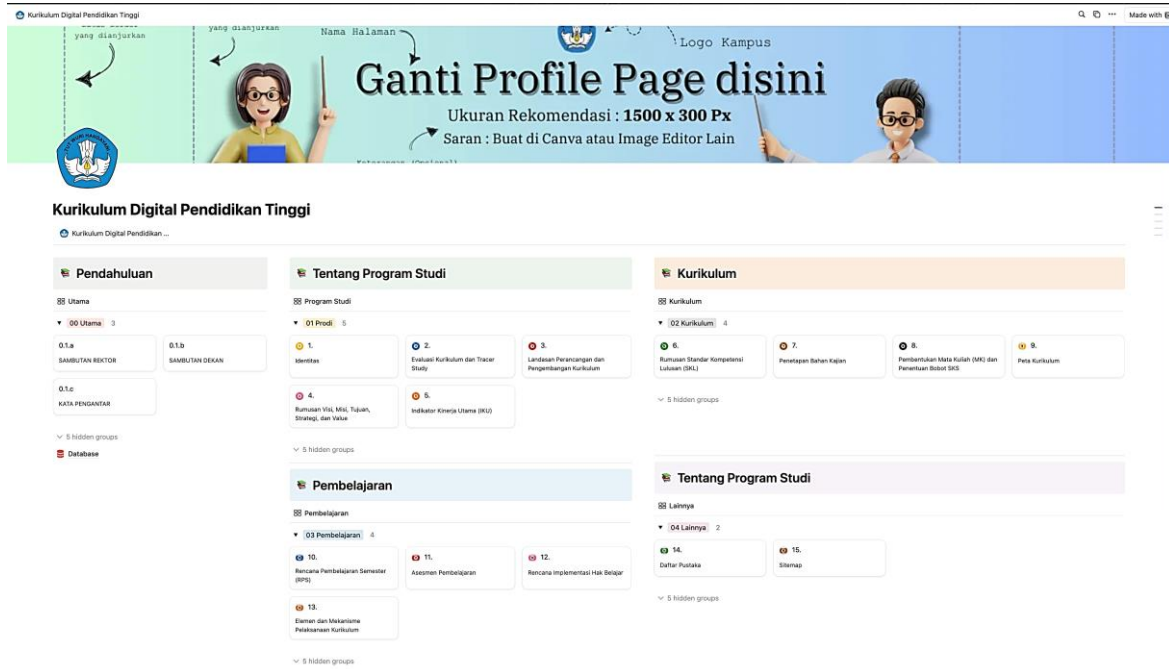 Kurikulum Digital Pendidikan Tinggi
Made with
yang dianjurkan
yang dianjurkan
Nama Halaman
Logo Kampus
Ganti Profile Page disini
Ukuran Rekomendasi : 1500 x 300 Px
Saran : Buat di Canva atau Image Editor Lain
TUT WURI HANDAYANI
Kurikulum Digital Pendidikan Tinggi
Kurikulum Digital Pendidikan ...
Pendahuluan
Utama
00 Utama 3
0.1.a
SAMBUTAN REKTOR
0.1.b
SAMBUTAN DEKAN
0.1.c
KATA PENGANTAR
5 hidden groups
Database
Tentang Program Studi
Program Studi
01 Prodi 5
1.
Identitas
2.
Evaluasi Kurikulum dan Tracer
Study
3.
Landasan Perancangan dan
Pengembangan Kurikulum
4.
Rumusan Visi, Misi, Tujuan,
Strategi, dan Value
5.
Indikator Kinerja Utama (IKU)
5 hidden groups
Kurikulum
Kurikulum
02 Kurikulum 4
6.
Rumusan Standar Kompetensi
Lulusan (SKL)
7.
Penetapan Bahan Kajian
8.
Pembentukan Mata Kuliah (MK) dan
Penentuan Bobot SKS
9.
Peta Kurikulum
5 hidden groups
Pembelajaran
Pembelajaran
03 Pembelajaran 4
10.
Rencana Pembelajaran Semester
(RPS)
11.
Asesmen Pembelajaran
12.
Rencana Implementasi Hak Belajar
13.
Elemen dan Mekanisme
Pelaksanaan Kurikulum
5 hidden groups
Tentang Program Studi
Lainnya
04 Lainnya 2
14.
Daftar Pustaka
15.
Sitemap
5 hidden groups